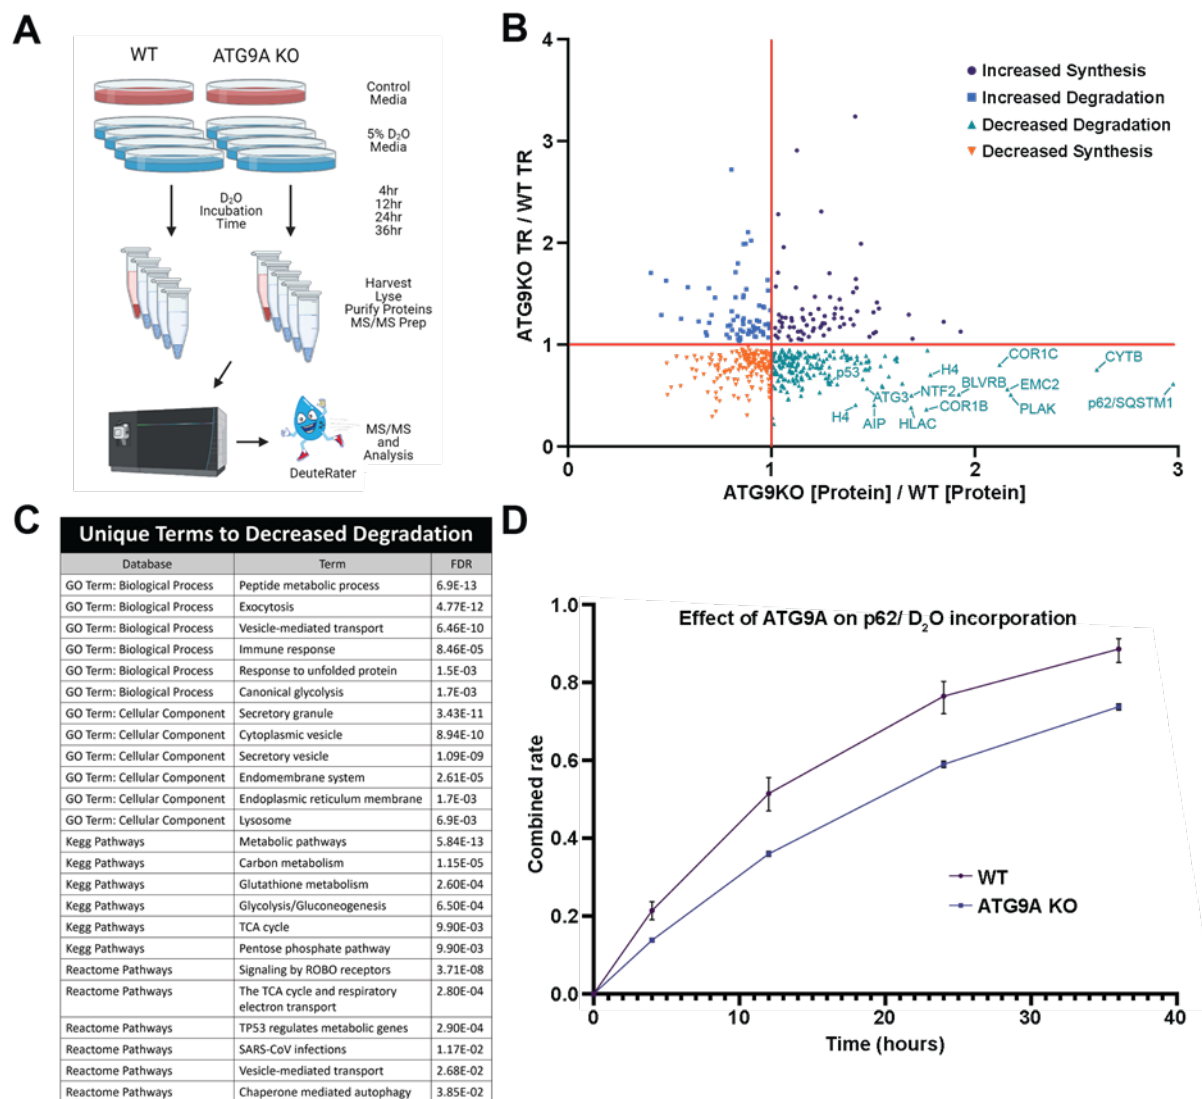 A
WT
ATG9A KO
Control
Media
5% D2O
Media
D2O
Incubation
Time
4hr
12hr
24hr
36hr
Harvest
Lyse
Purify Proteins
MS/MS Prep
MS/MS
and
Analysis
DeuteRater
B
4
3
2
1
0
ATG9KO TR / WT TR
Increased Synthesis
Increased Degradation
Decreased Degradation
Decreased Synthesis
COR1C
CYTB
p53
H4
ATG3
NTF2
BLVRB
EMC2
p62/SQSTM1
H4
AIP
HLAC
COR1B
PLAK
0
1
2
3
ATG9KO [Protein] / WT [Protein]
C
Unique Terms to Decreased Degradation
Database Term FDR
GO Term: Biological Process Peptide metabolic process 6.9E-13
GO Term: Biological Process Exocytosis 4.77E-12
GO Term: Biological Process Vesicle-mediated transport 6.46E-10
GO Term: Biological Process Immune response 8.46E-05
GO Term: Biological Process Response to unfolded protein 1.5E-03
GO Term: Biological Process Canonical glycolysis 1.7E-03
GO Term: Cellular Component Secretory granule 3.43E-11
GO Term: Cellular Component Cytoplasmic vesicle 8.94E-10
GO Term: Cellular Component Secretory vesicle 1.09E-09
GO Term: Cellular Component Endomembrane system 2.61E-05
GO Term: Cellular Component Endoplasmic reticulum membrane 1.7E-03
GO Term: Cellular Component Lysosome 6.9E-03
Kegg Pathways Metabolic pathways 5.84E-13
Kegg Pathways Carbon metabolism 1.15E-05
Kegg Pathways Glutathione metabolism 2.60E-04
Kegg Pathways Glycolysis/Gluconeogenesis 6.50E-04
Kegg Pathways TCA cycle 9.90E-03
Kegg Pathways Pentose phosphate pathway 9.90E-03
Reactome Pathways Signaling by ROBO receptors 3.71E-08
Reactome Pathways The TCA cycle and respiratory 2.80E-04
electron transport
Reactome Pathways TP53 regulates metabolic genes 2.90E-04
Reactome Pathways SARS-CoV infections 1.17E-02
Reactome Pathways Vesicle-mediated transport 2.68E-02
Reactome Pathways Chaperone mediated autophagy 3.85E-02
D
Effect of ATG9A on p62/ D2O incorporation
1.0
0.8
0.6
0.4
0.2
0.0
Combined rate
WT
ATG9A KO
0
10
20
30
40
Time (hours)